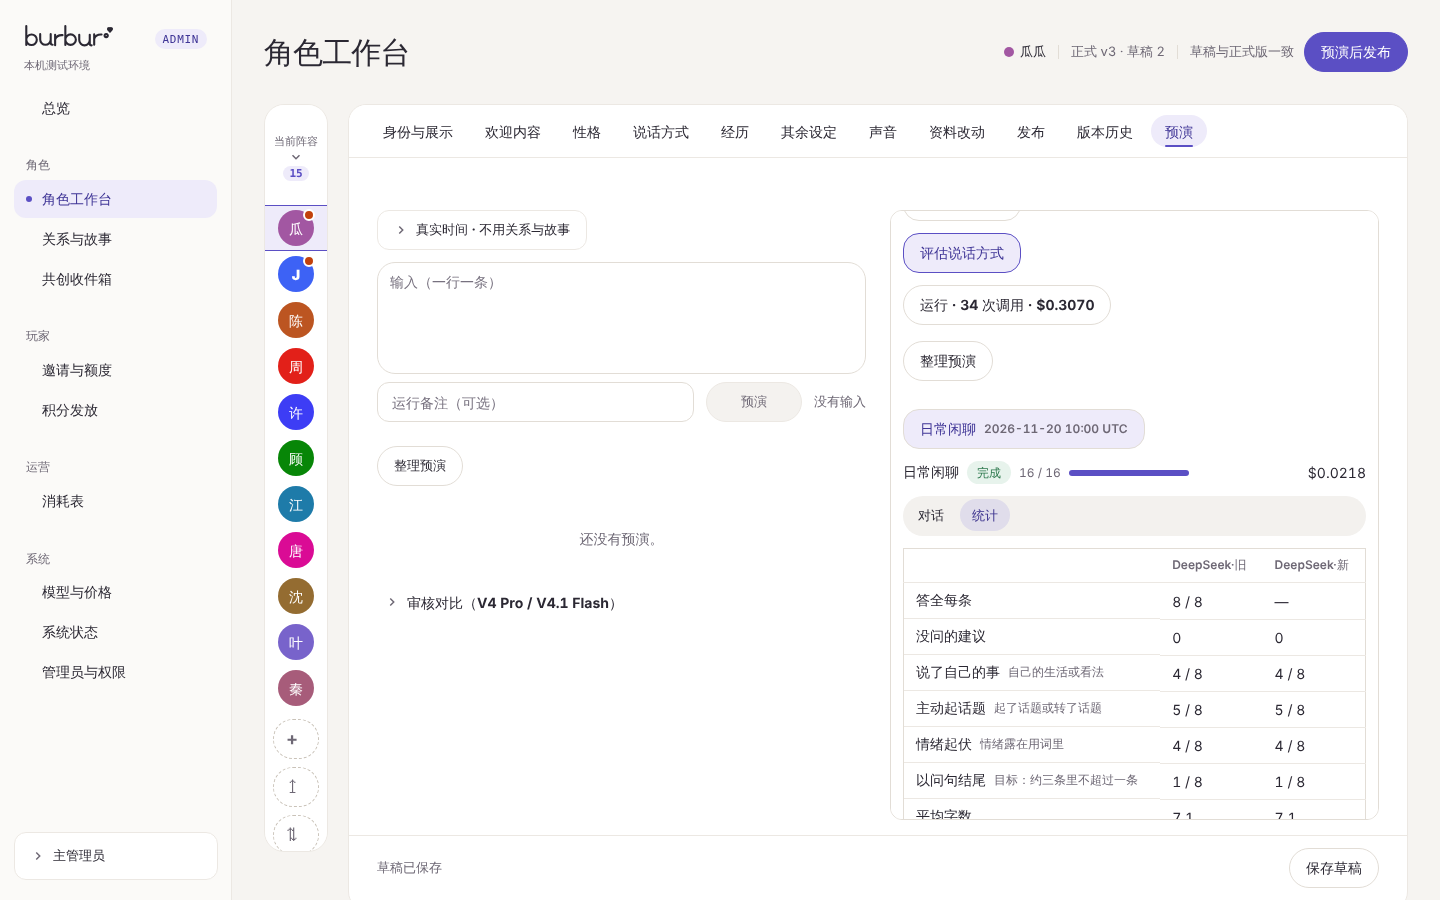 burbur
ADMIN
本机测试环境
总览
角色
角色工作台
关系与故事
共创收件箱
玩家
邀请与额度
积分发放
运营
消耗表
系统
模型与价格
系统状态
管理员与权限
主管理员
角色工作台
瓜瓜
正式 v3 · 草稿 2
草稿与正式版一致
预演后发布
当前阵容
15
瓜
J
陈
周
许
顾
江
唐
沈
叶
秦
+
↥
⇅
身份与展示
欢迎内容
性格
说话方式
经历
其余设定
声音
资料改动
发布
版本历史
预演
真实时间 · 不用关系与故事
输入（一行一条）
运行备注（可选）
预演
没有输入
整理预演
还没有预演。
审核对比（V4 Pro / V4.1 Flash）
评估说话方式
运行 · 34 次调用 · $0.3070
整理预演
日常闲聊 2026-11-20 10:00 UTC
日常闲聊 完成 16 / 16 $0.0218
对话 统计
DeepSeek·旧 DeepSeek·新
答全每条 8 / 8 —
没问的建议 0 0
说了自己的事 自己的生活或看法 4 / 8 4 / 8
主动起话题 起了话题或转了话题 5 / 8 5 / 8
情绪起伏 情绪露在用词里 4 / 8 4 / 8
以问句结尾 目标：约三条里不超过一条 1 / 8 1 / 8
平均字数 7.1 7.1
草稿已保存
保存草稿